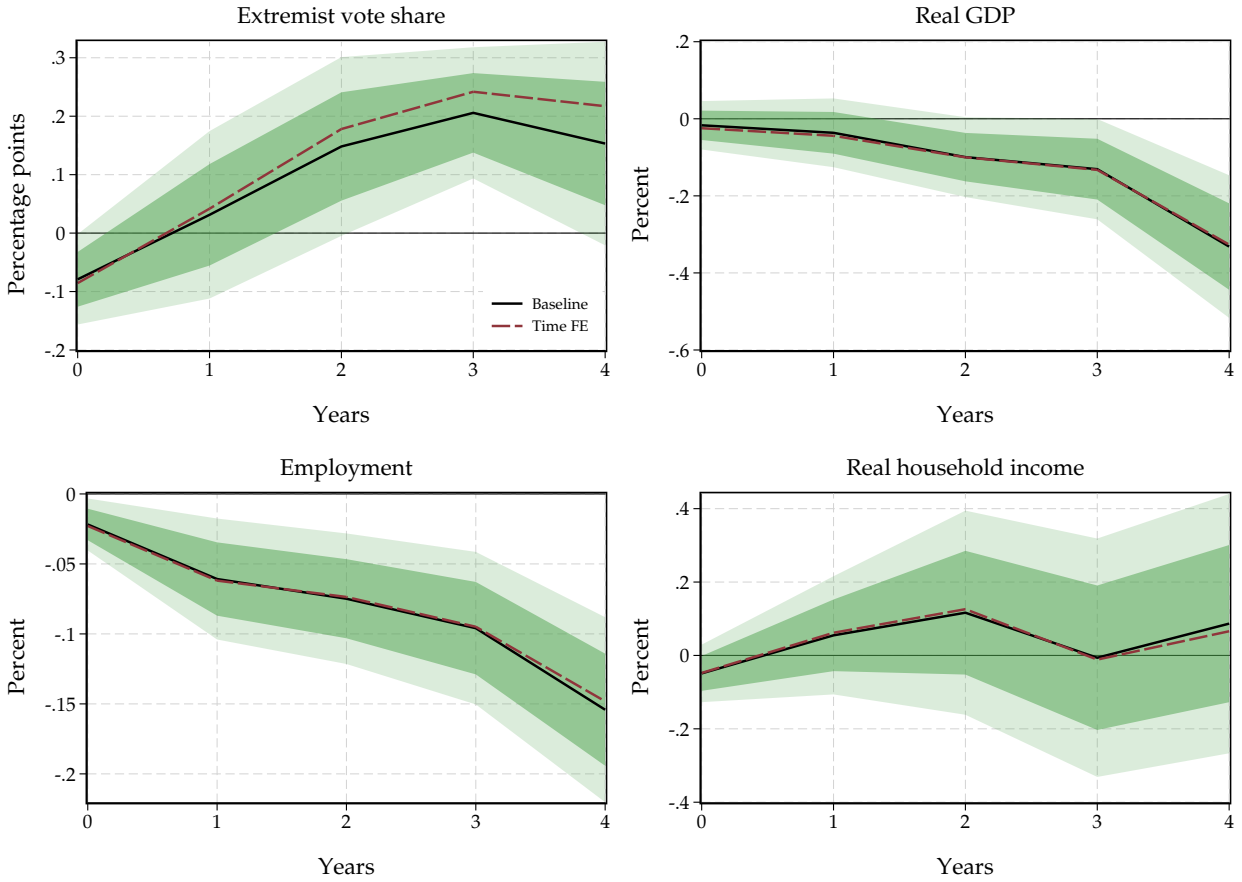 Extremist vote share
Percentage points
.3
.2
.1
0
-.1
-.2
0 1 2 3 4
Years
Baseline
Time FE
Real GDP
Percent
.2
0
-.2
-.4
-.6
0 1 2 3 4
Years
Employment
Percent
0
-.05
-.1
-.15
-.2
0 1 2 3 4
Years
Real household income
Percent
.4
.2
0
-.2
-.4
0 1 2 3 4
Years